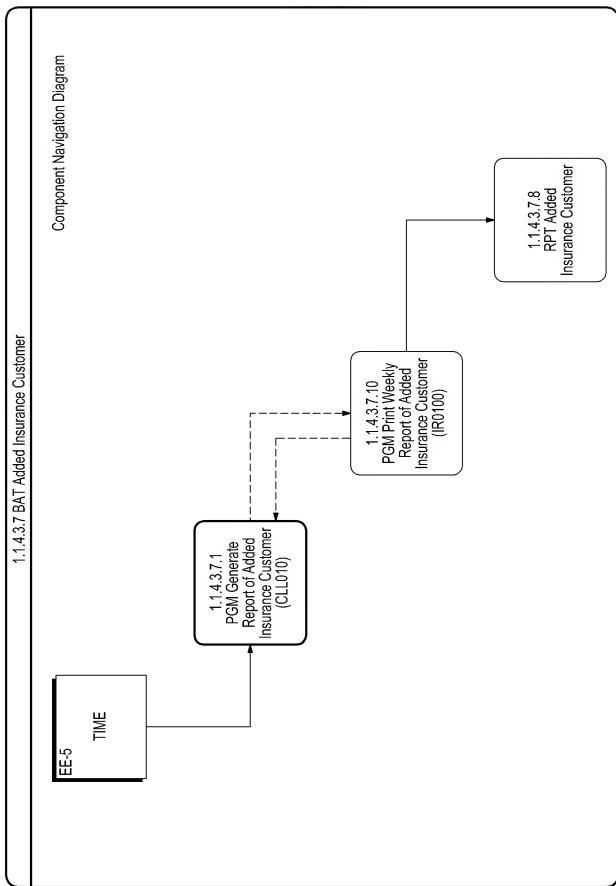 1.1.4.3.7 BAT Added Insurance Customer
Component Navigation Diagram
EE-5
TIME
1.1.4.3.7.1
PGM Generate
Report of Added
Insurance Customer
(CLL010)
1.1.4.3.7.10
PGM Print Weekly
Report of Added
Insurance Customer
(IR0100)
1.1.4.3.7.8
RPT Added
Insurance Customer